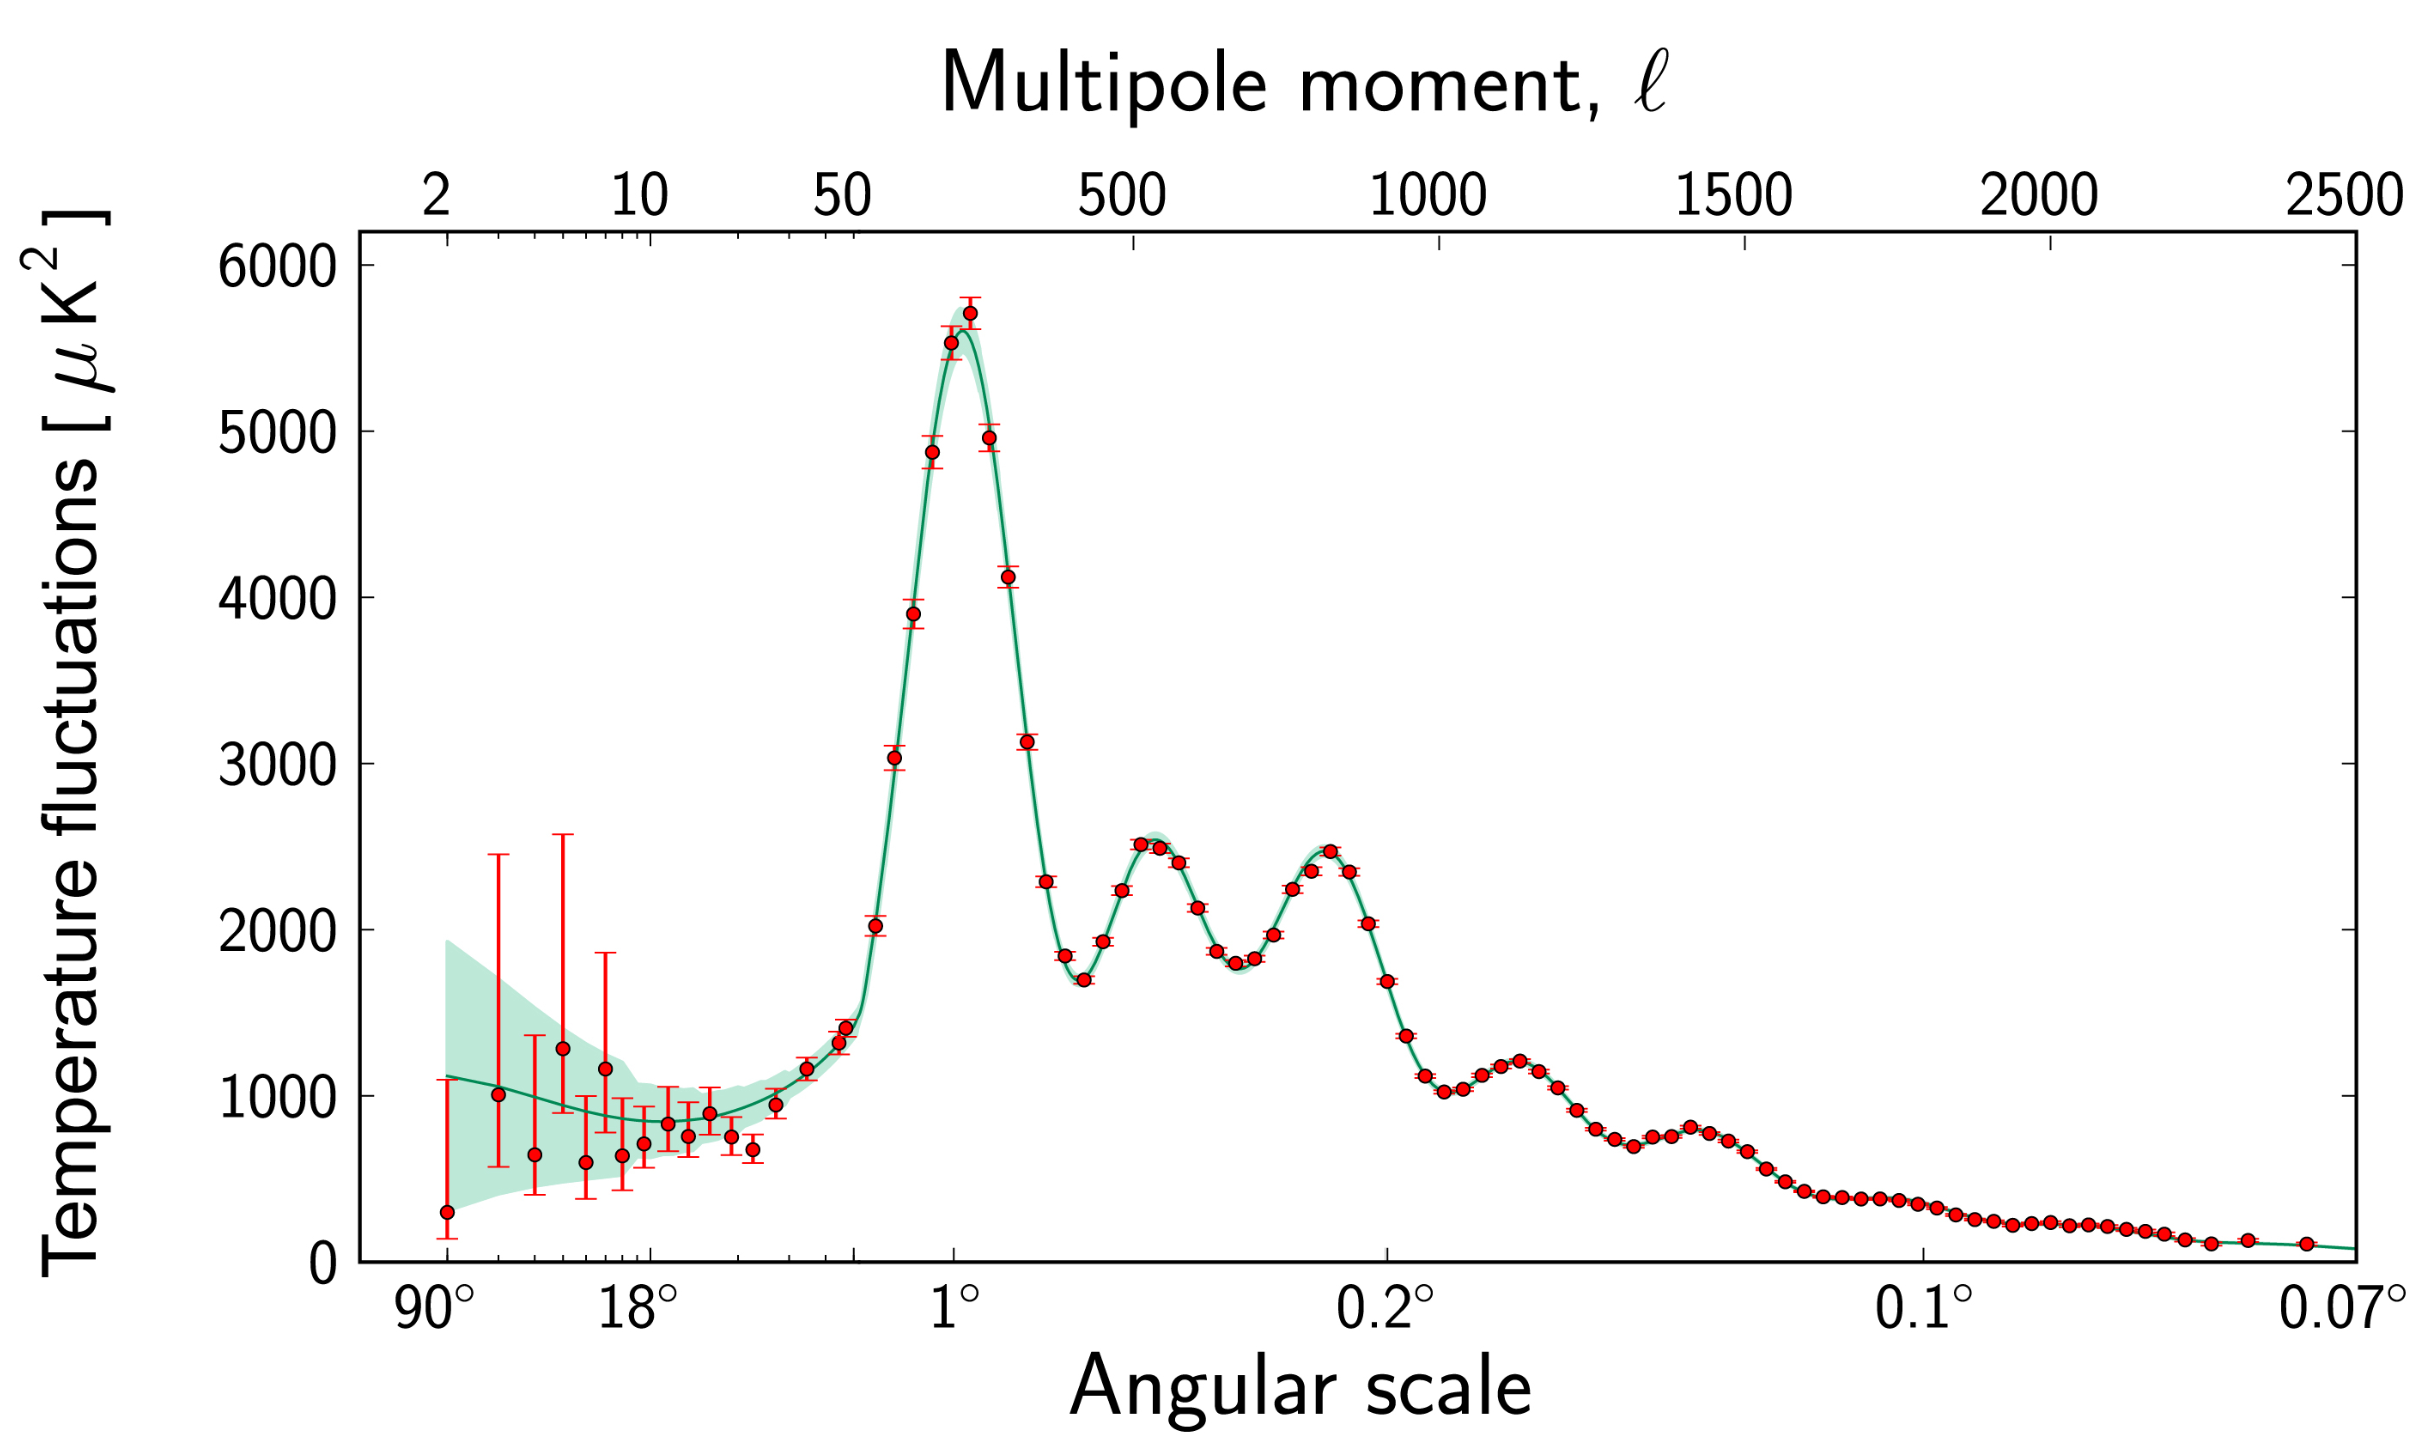 Multipole moment, ℓ
2 10 50 500 1000 1500 2000 2500
Temperature fluctuations [ μ K² ]
6000
5000
4000
3000
2000
1000
0
90° 18° 1° 0.2° 0.1° 0.07°
Angular scale